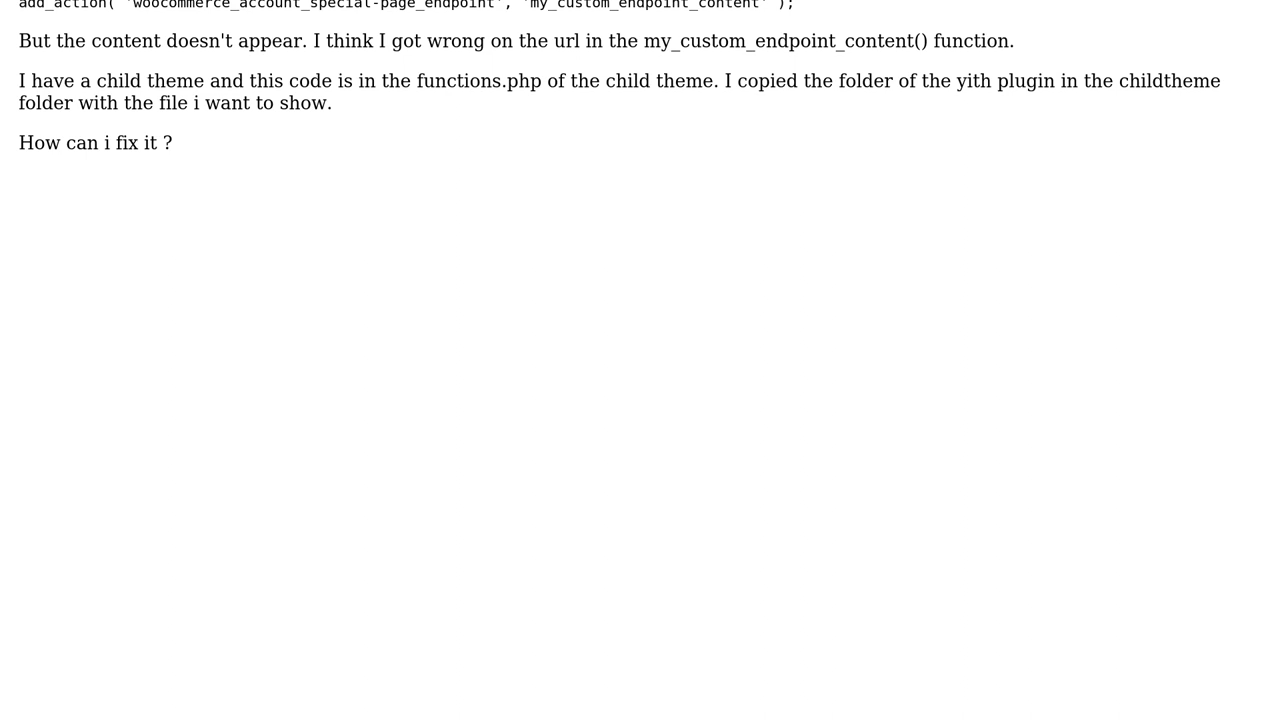 add_action( 'woocommerce_account_special-page_endpoint', 'my_custom_endpoint_content' );
But the content doesn't appear. I think I got wrong on the url in the my_custom_endpoint_content() function.
I have a child theme and this code is in the functions.php of the child theme. I copied the folder of the yith plugin in the childtheme
folder with the file i want to show.
How can i fix it ?